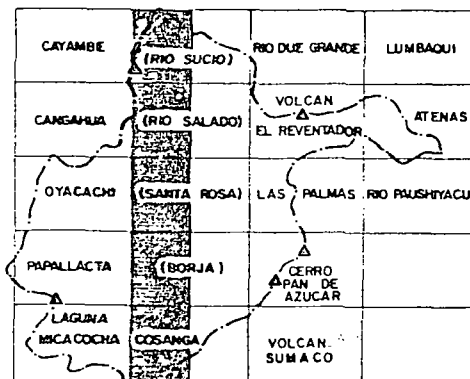 CAYAMBE
(RIO SUCIO)
RIO DUE GRANDE
LUMBAQUI
CANGAHUA
(RIO SALADO)
VOLCAN
EL REVENTADOR
ATENAS
OYACACHI
(SANTA ROSA)
LAS PALMAS
RIO PAUSHIYACU
PAPALLACTA
(BORJA)
CERRO
PAN DE
AZUCAR
LAGUNA
MICACOCHA
COSANGA
VOLCAN
SUMACO